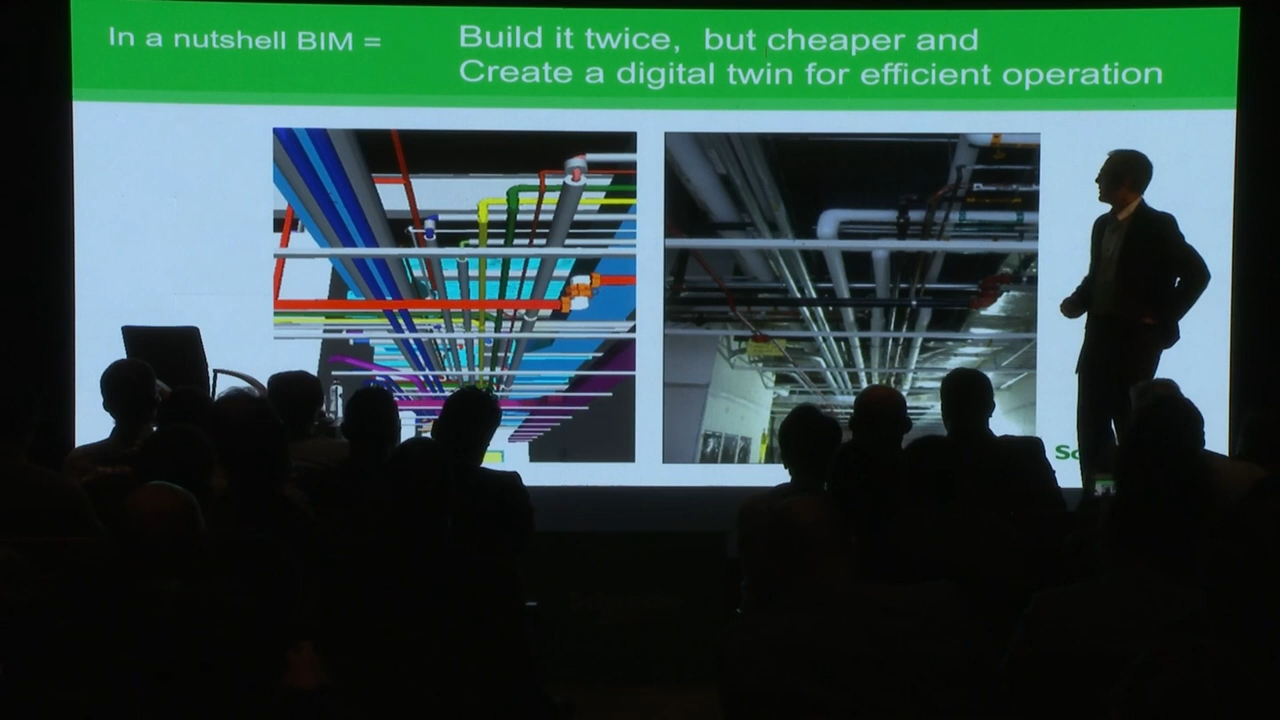 In a nutshell BIM =
Build it twice, but cheaper and
Create a digital twin for efficient operation